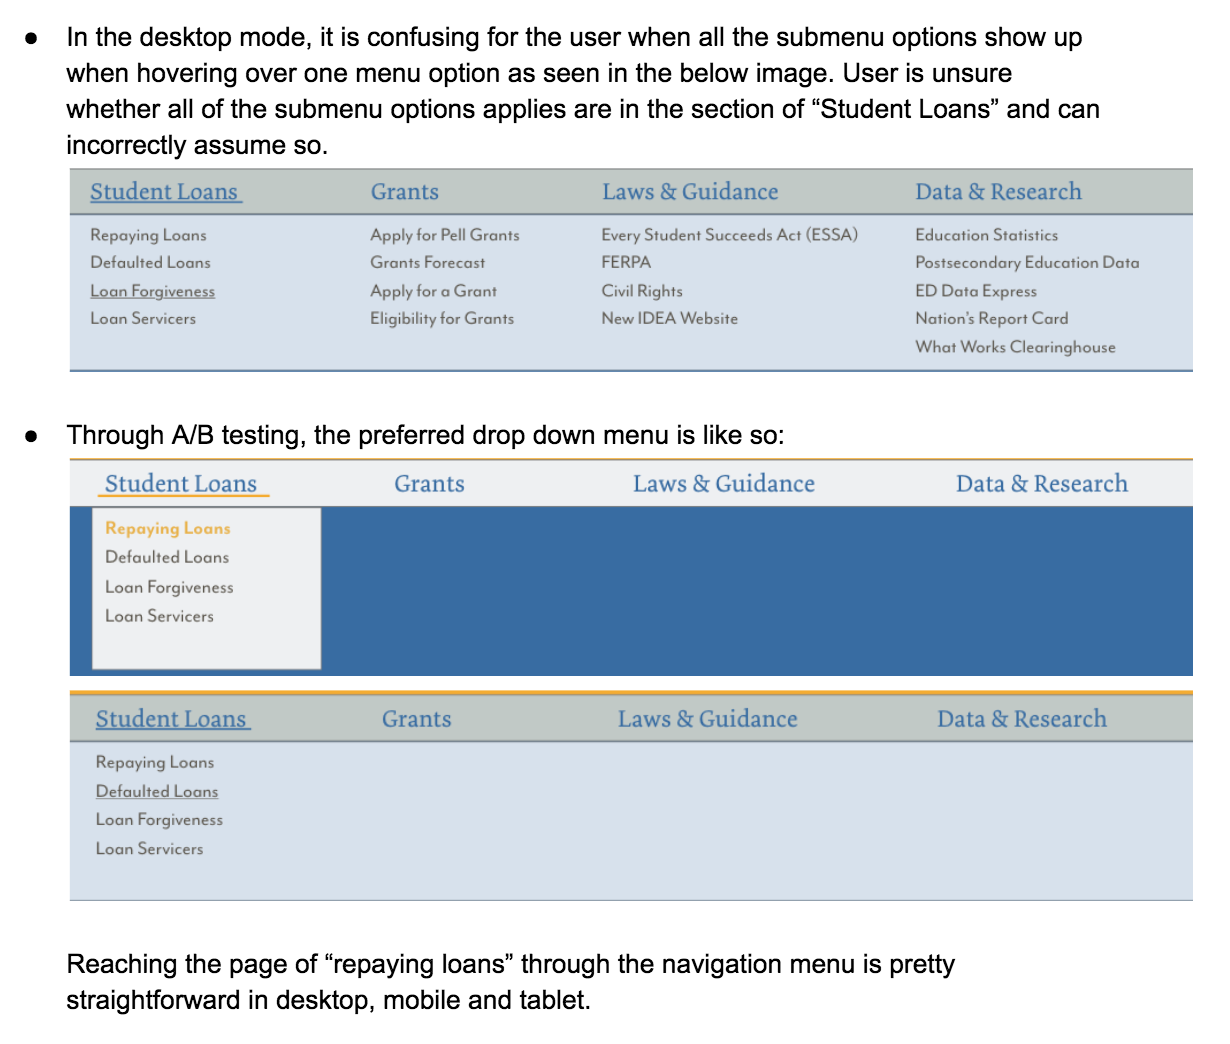 ● In the desktop mode, it is confusing for the user when all the submenu options show up
when hovering over one menu option as seen in the below image. User is unsure
whether all of the submenu options applies are in the section of “Student Loans” and can
incorrectly assume so.
Student Loans Grants Laws & Guidance Data & Research
Repaying Loans Apply for Pell Grants Every Student Succeeds Act (ESSA) Education Statistics
Defaulted Loans Grants Forecast FERPA Postsecondary Education Data
Loan Forgiveness Apply for a Grant Civil Rights ED Data Express
Loan Servicers Eligibility for Grants New IDEA Website Nation's Report Card
What Works Clearinghouse
● Through A/B testing, the preferred drop down menu is like so:
Student Loans Grants Laws & Guidance Data & Research
Repaying Loans
Defaulted Loans
Loan Forgiveness
Loan Servicers
Student Loans Grants Laws & Guidance Data & Research
Repaying Loans
Defaulted Loans
Loan Forgiveness
Loan Servicers
Reaching the page of “repaying loans” through the navigation menu is pretty
straightforward in desktop, mobile and tablet.